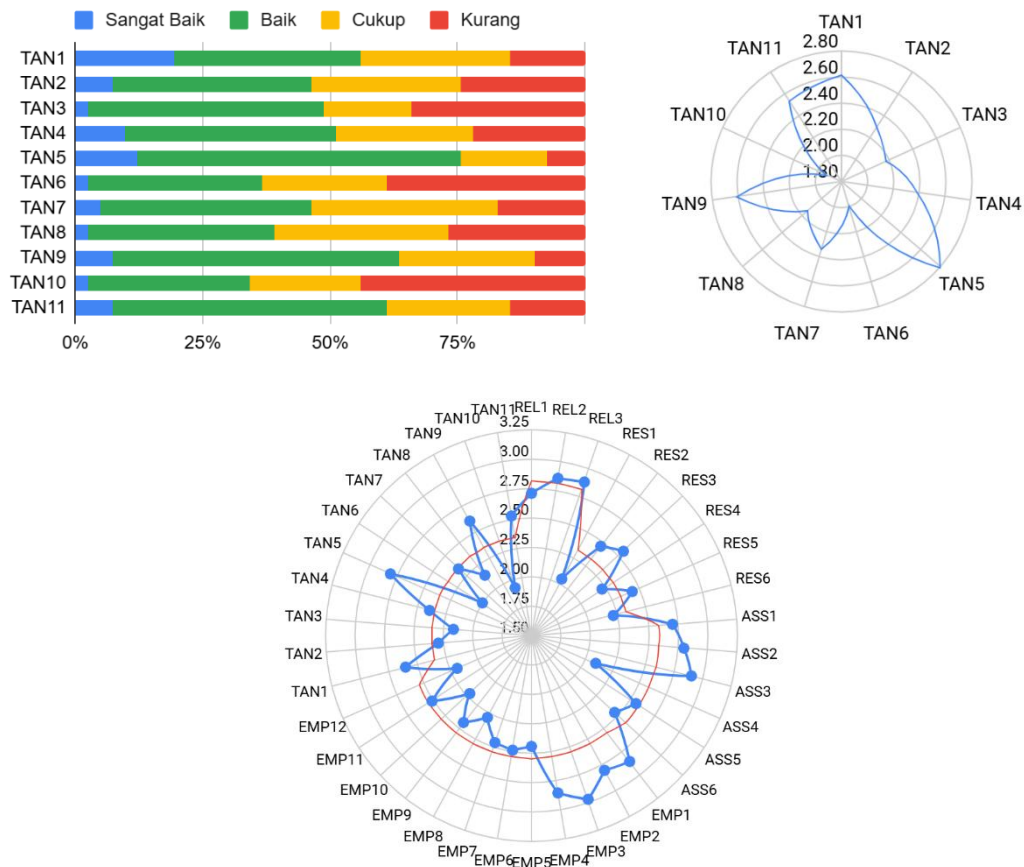 Sangat Baik Baik Cukup Kurang
TAN1
TAN2
TAN3
TAN4
TAN5
TAN6
TAN7
TAN8
TAN9
TAN10
TAN11
0% 25% 50% 75%
TAN1
TAN2
TAN3
TAN4
TAN5
TAN6
TAN7
TAN8
TAN9
TAN10
TAN11
2.80
2.60
2.40
2.20
2.00
1.80
REL1
REL2
REL3
RES1
RES2
RES3
RES4
RES5
RES6
ASS1
ASS2
ASS3
ASS4
ASS5
ASS6
EMP1
EMP2
EMP3
EMP4
EMP5
EMP6
EMP7
EMP8
EMP9
EMP10
EMP11
EMP12
TAN1
TAN2
TAN3
TAN4
TAN5
TAN6
TAN7
TAN8
TAN9
TAN10
TAN11
3.25
3.00
2.75
2.50
2.25
2.00
1.75
1.50